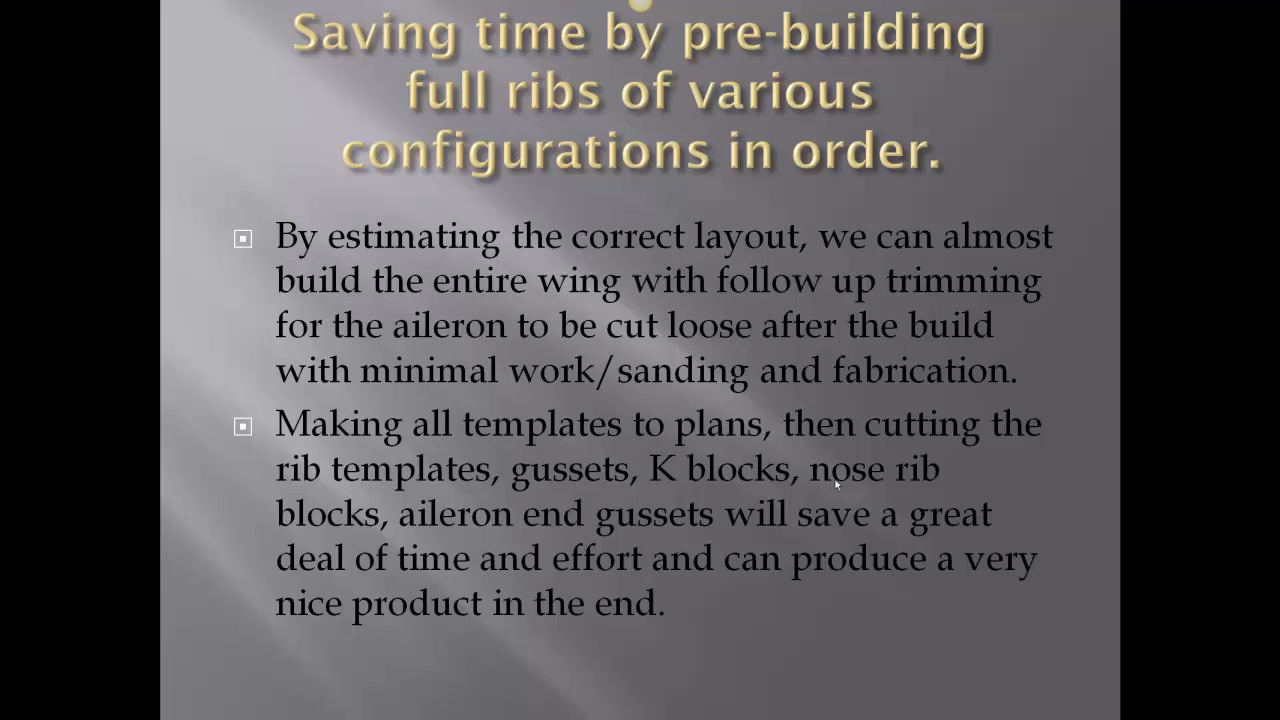 Saving time by pre-building
full ribs of various
configurations in order.
By estimating the correct layout, we can almost
build the entire wing with follow up trimming
for the aileron to be cut loose after the build
with minimal work/sanding and fabrication.
Making all templates to plans, then cutting the
rib templates, gussets, K blocks, nose rib
blocks, aileron end gussets will save a great
deal of time and effort and can produce a very
nice product in the end.